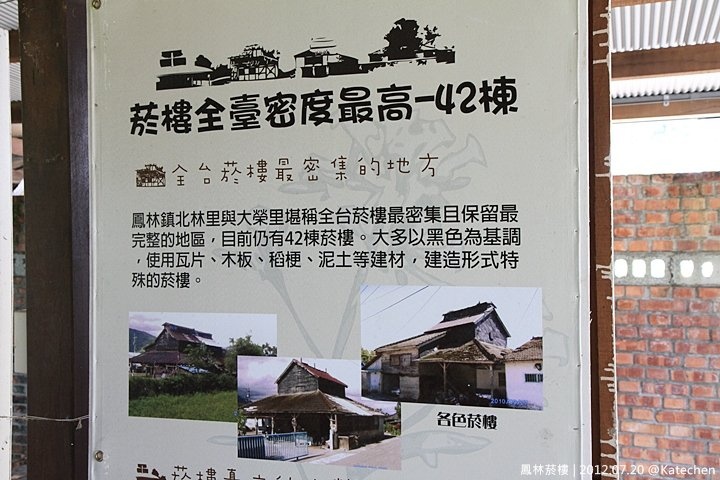 菸樓全臺密度最高-42棟
全台菸樓最密集的地方
鳳林鎮北林里與大榮里堪稱全台菸樓最密集且保留最
完整的地區，目前仍有42棟菸樓。大多以黑色為基調
，使用瓦片、木板、稻梗、泥土等建材，建造形式特
殊的菸樓。
各色菸樓
鳳林菸樓 | 2012.07.20 @Katechen